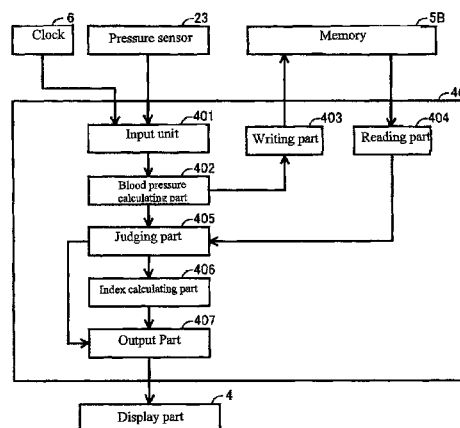 6
23
5B
Clock
Pressure sensor
Memory
40
401
403
404
Input unit
Writing part
Reading part
402
Blood pressure
calculating part
405
Judging part
406
Index calculating part
407
Output Part
4
Display part